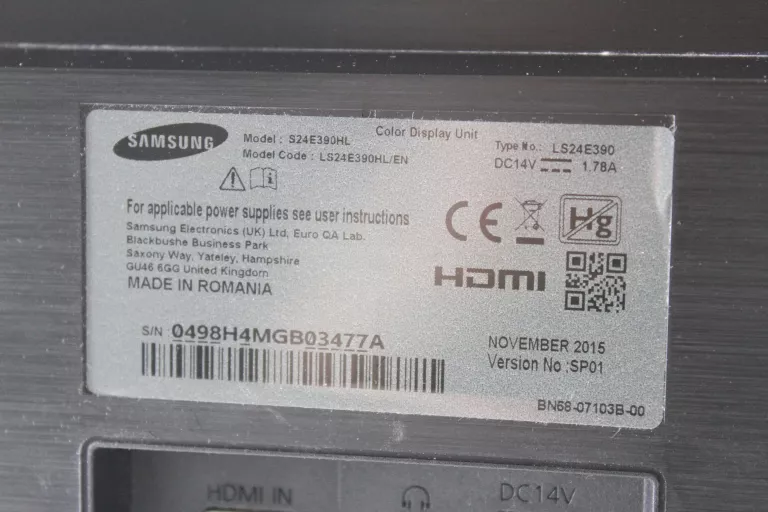 SAMSUNG
Color Display Unit
Model : S24E390HL
Model Code : LS24E390HL/EN
Type No.: LS24E390
DC14V 1.78A
For applicable power supplies see user instructions
Samsung Electronics (UK) Ltd, Euro QA Lab.
Blackbushe Business Park
Saxony Way, Yateley, Hampshire
GU46 6GG United Kingdom
MADE IN ROMANIA
CE
Hg
HDMI
S/N : 0498H4MGB03477A
NOVEMBER 2015
Version No :SP01
BN68-07103B-00
HDMI IN
DC14V